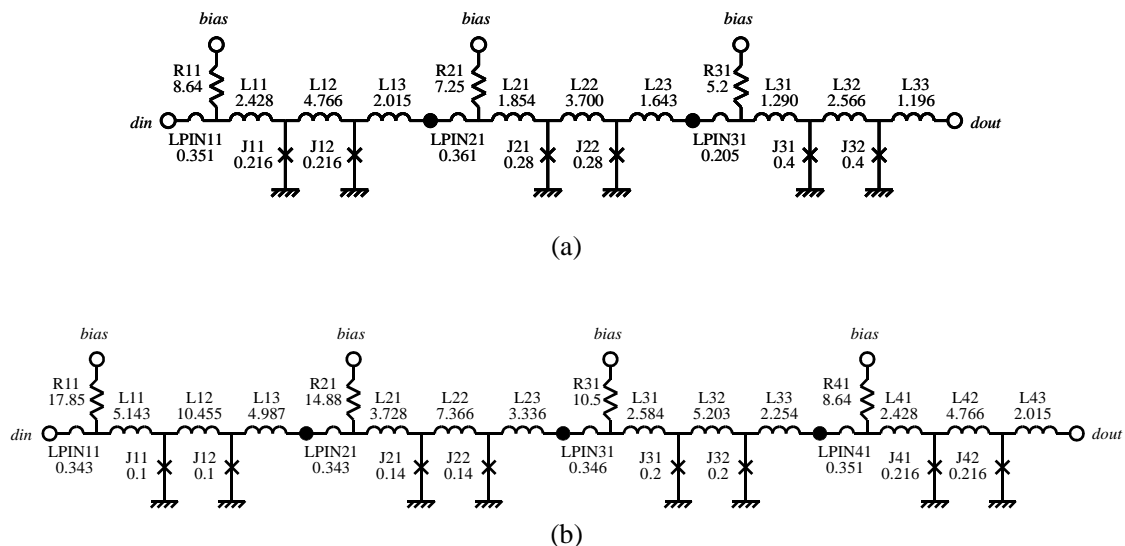 bias bias bias
R11 L11 L12 L13 R21 L21 L22 L23 R31 L31 L32 L33
8.64 2.428 4.766 2.015 7.25 1.854 3.700 1.643 5.2 1.290 2.566 1.196
din dout
LPIN11 J11 J12 LPIN21 J21 J22 LPIN31 J31 J32
0.351 0.216 0.216 0.361 0.28 0.28 0.205 0.4 0.4
(a)
bias bias bias bias
R11 L11 L12 L13 R21 L21 L22 L23 R31 L31 L32 L33 R41 L41 L42 L43
17.85 5.143 10.455 4.987 14.88 3.728 7.366 3.336 10.5 2.584 5.203 2.254 8.64 2.428 4.766 2.015
din dout
LPIN11 J11 J12 LPIN21 J21 J22 LPIN31 J31 J32 LPIN41 J41 J42
0.343 0.1 0.1 0.343 0.14 0.14 0.346 0.2 0.2 0.351 0.216 0.216
(b)